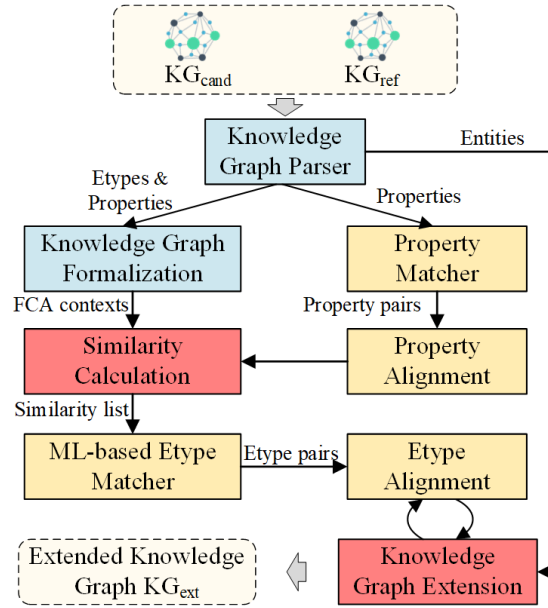 KGcand
KGref
Knowledge
Graph Parser
Entities
Etypes &
Properties
Properties
Knowledge Graph
Formalization
Property
Matcher
FCA contexts
Property pairs
Similarity
Calculation
Property
Alignment
Similarity list
ML-based Etype
Matcher
Etype pairs
Etype
Alignment
Extended Knowledge
Graph KGext
Knowledge
Graph Extension